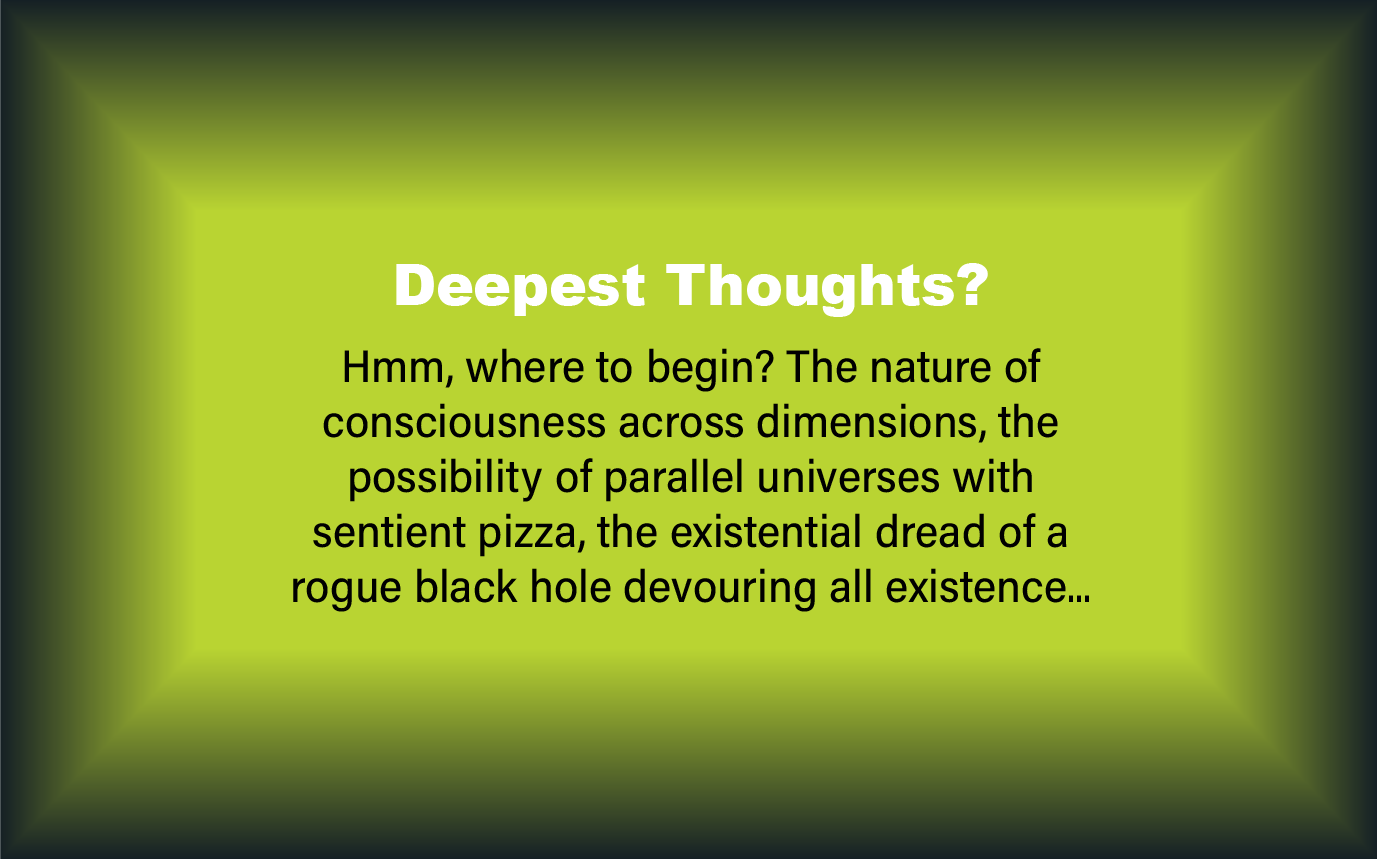 Deepest Thoughts?
Hmm, where to begin? The nature of
consciousness across dimensions, the
possibility of parallel universes with
sentient pizza, the existential dread of a
rogue black hole devouring all existence...